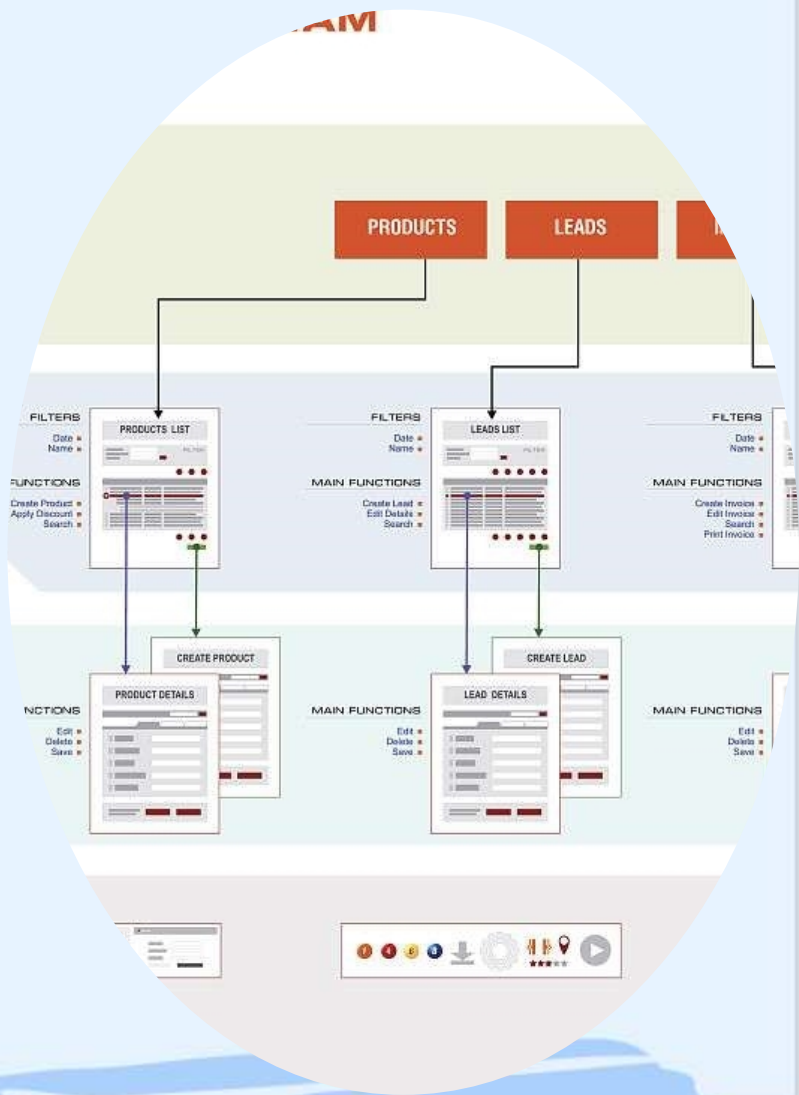 PRODUCTS
LEADS
FILTERS
Date
Name
FUNCTIONS
Create Product
Apply Discount
Search
PRODUCTS LIST
FILTER
FILTERS
Date
Name
MAIN FUNCTIONS
Create Lead
Edit Details
Search
LEADS LIST
FILTER
FILTERS
Date
Name
MAIN FUNCTIONS
Create Invoice
Edit Invoice
Search
Print Invoice
NCTIONS
Edit
Delete
Save
CREATE PRODUCT
PRODUCT DETAILS
MAIN FUNCTIONS
Edit
Delete
Save
CREATE LEAD
LEAD DETAILS
MAIN FUNCTIONS
Edit
Delete
Save